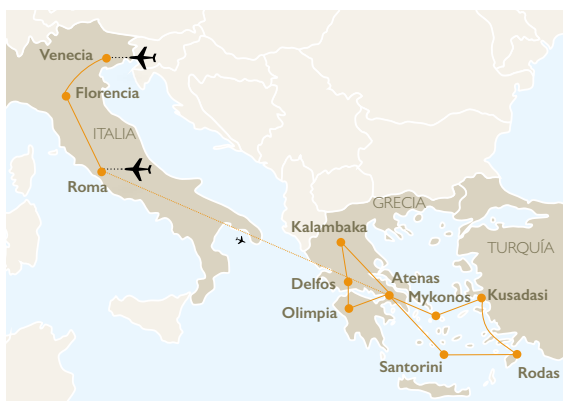 Venecia
Florencia
ITALIA
Roma
GRECIA
Kalambaka
TURQUÍA
Delfos
Atenas
Mykonos
Kusadasi
Olimpia
Santorini
Rodas